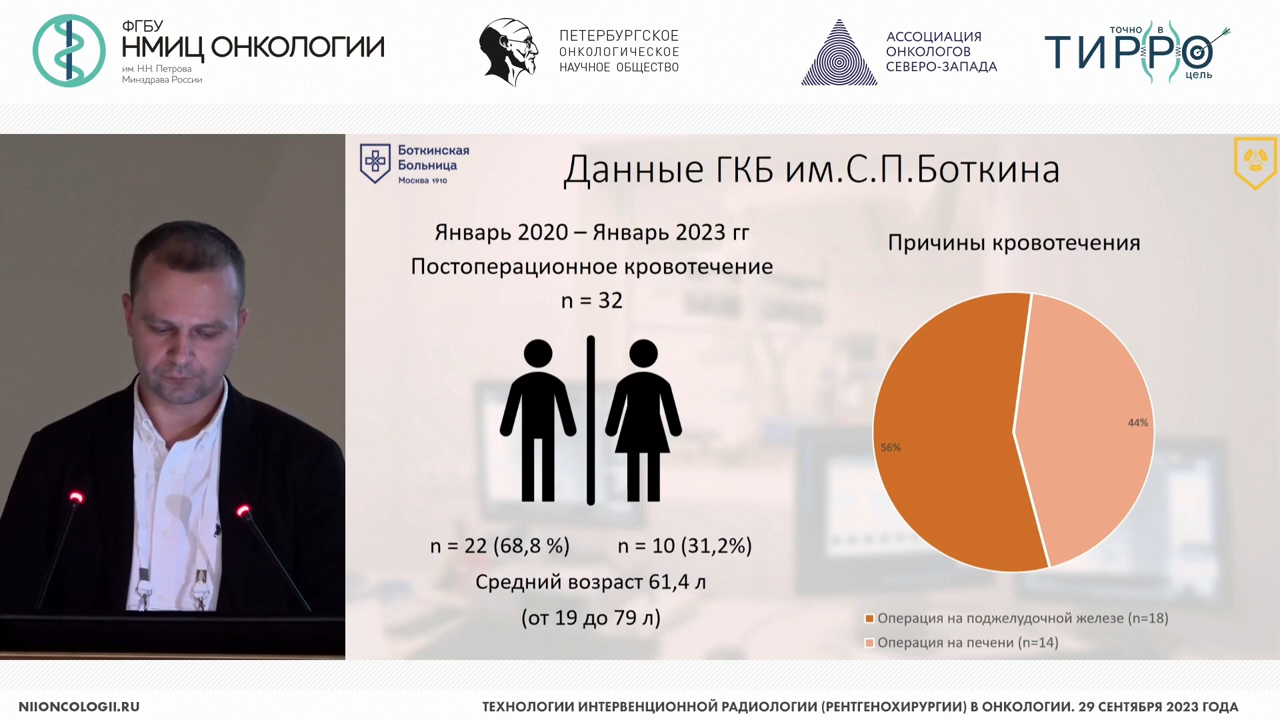 ФГБУ
НМИЦ ОНКОЛОГИИ
им. Н.Н. Петрова
Минздрава России
ПЕТЕРБУРГСКОЕ
ОНКОЛОГИЧЕСКОЕ
НАУЧНОЕ ОБЩЕСТВО
АССОЦИАЦИЯ
ОНКОЛОГОВ
СЕВЕРО-ЗАПАДА
ТОЧНО В
ТИРРО
цель
Боткинская
Больница
Москва 1910
Данные ГКБ им.С.П.Боткина
Январь 2020 – Январь 2023 гг
Постоперационное кровотечение
n = 32
n = 22 (68,8 %)
n = 10 (31,2%)
Средний возраст 61,4 л
(от 19 до 79 л)
Причины кровотечения
44%
56%
Операция на поджелудочной железе (n=18)
Операция на печени (n=14)
NIIONCOLOGII.RU
ТЕХНОЛОГИИ ИНТЕРВЕНЦИОННОЙ РАДИОЛОГИИ (РЕНТГЕНОХИРУРГИИ) В ОНКОЛОГИИ. 29 СЕНТЯБРЯ 2023 ГОДА